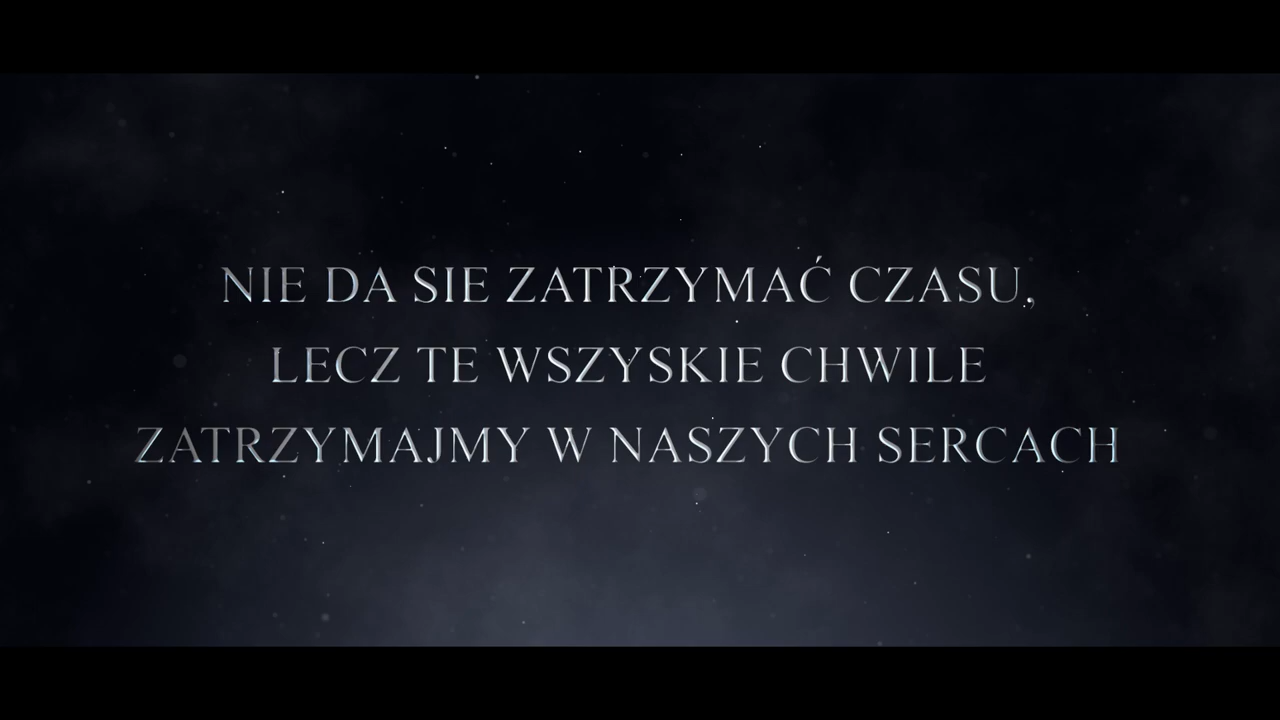 NIE DA SIE ZATRZYMAĆ CZASU,
LECZ TE WSZYSKIE CHWILE
ZATRZYMAJMY W NASZYCH SERCACH